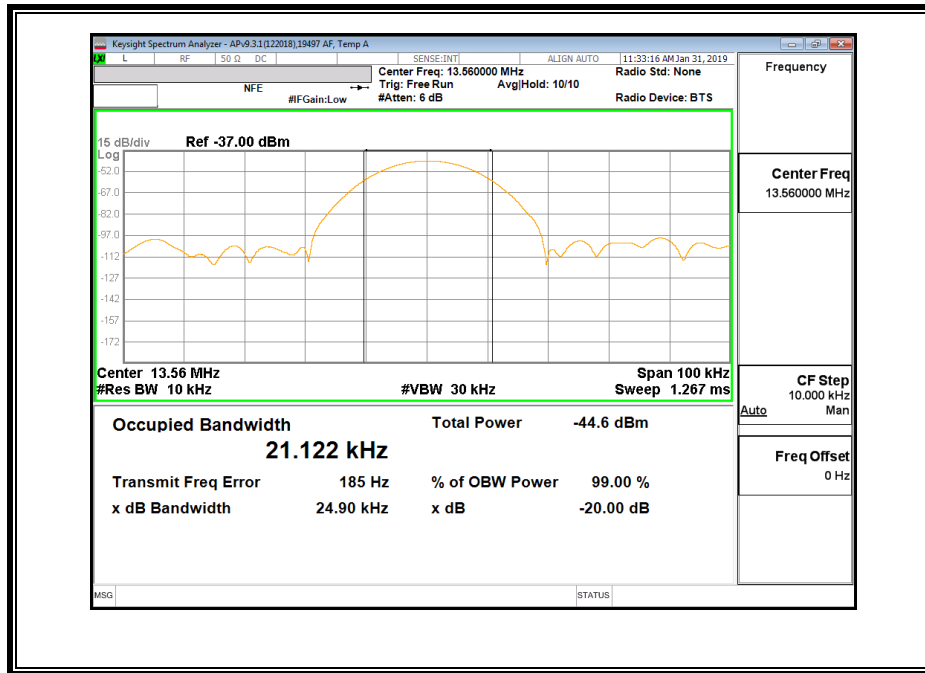 Keysight Spectrum Analyzer - APv9.3.1(122018),19497 AF, Temp A
LXI L RF 50 Ω DC SENSE:INT ALIGN AUTO 11:33:16 AM Jan 31, 2019
Center Freq: 13.560000 MHz Radio Std: None
NFE Trig: Free Run Avg|Hold: 10/10
#IFGain:Low #Atten: 6 dB Radio Device: BTS
15 dB/div Ref -37.00 dBm
Log
-52.0
-67.0
-82.0
-97.0
-112
-127
-142
-157
-172
Center 13.56 MHz Span 100 kHz
#Res BW 10 kHz #VBW 30 kHz Sweep 1.267 ms
Occupied Bandwidth Total Power -44.6 dBm
21.122 kHz
Transmit Freq Error 185 Hz % of OBW Power 99.00 %
x dB Bandwidth 24.90 kHz x dB -20.00 dB
MSG STATUS
Frequency
Center Freq
13.560000 MHz
CF Step
10.000 kHz
Auto Man
Freq Offset
0 Hz